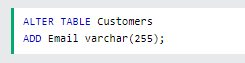 ALTER TABLE Customers
ADD Email varchar(255);